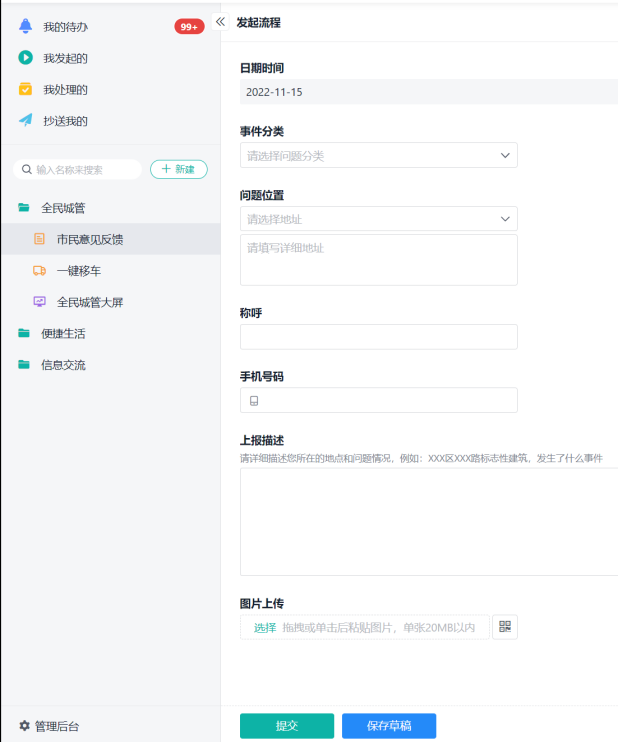 我的待办
99+
我发起的
我处理的
抄送我的
输入名称来搜索
新建
全民城管
市民意见反馈
一键移车
全民城管大屏
便捷生活
信息交流
管理后台
发起流程
日期时间
2022-11-15
事件分类
请选择问题分类
问题位置
请选择地址
请填写详细地址
称呼
手机号码
上报描述
请详细描述您所在的地点和问题情况，例如：XXX区XXX路标志性建筑，发生了什么事件
图片上传
选择 拖拽或单击后粘贴图片，单张20MB以内
提交
保存草稿